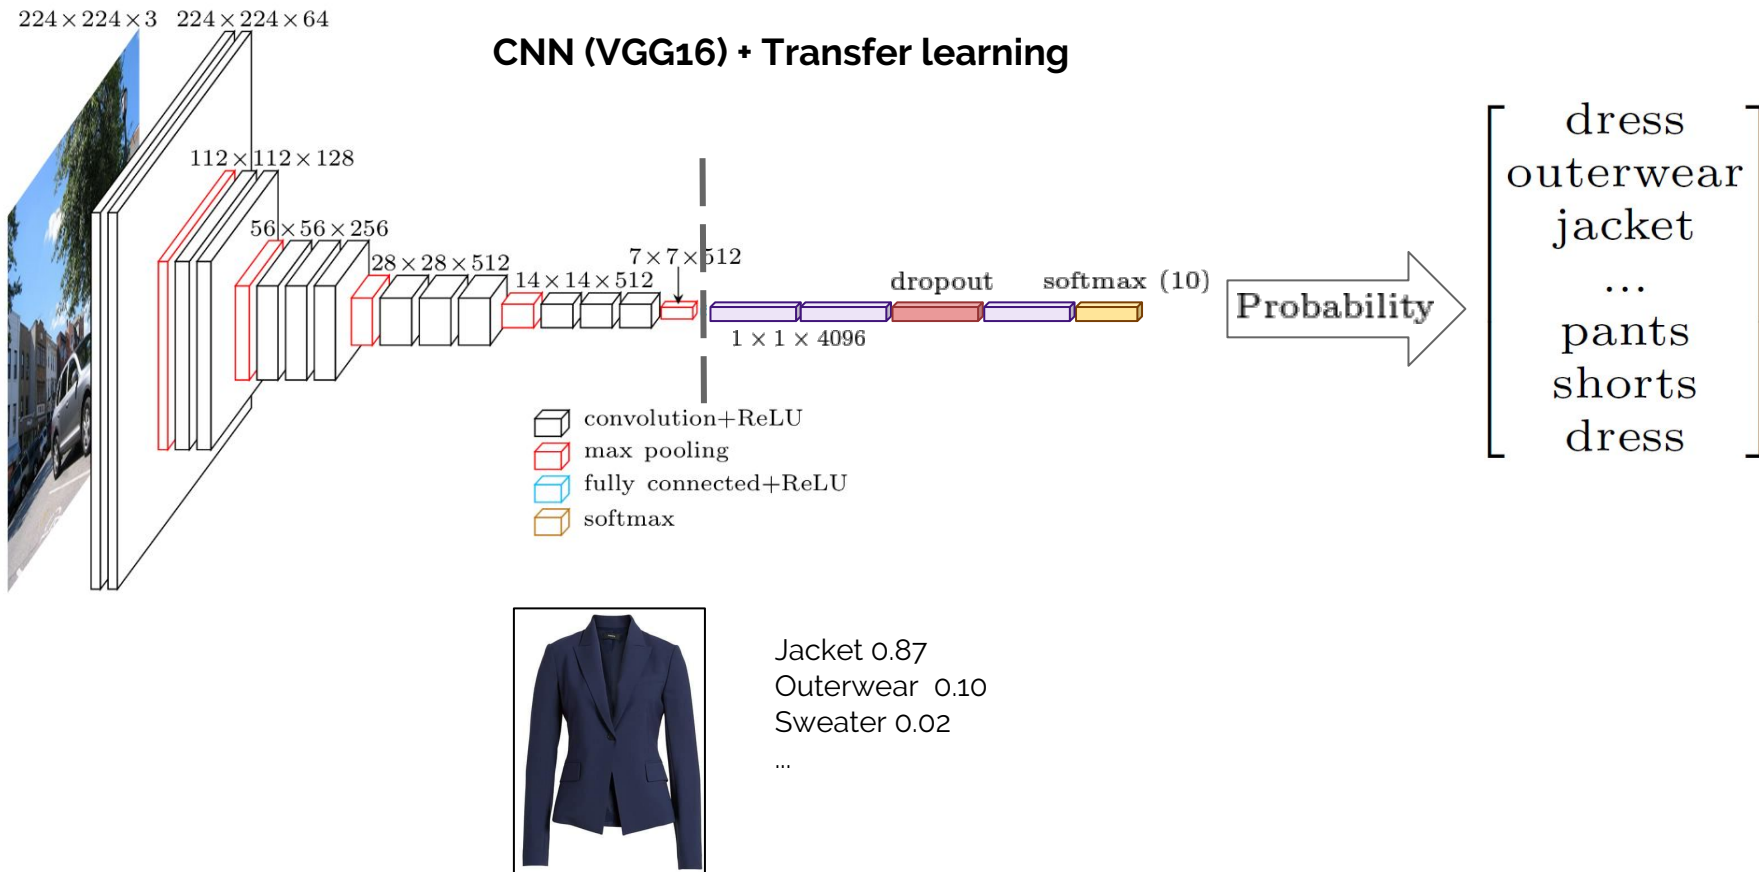 224×224×3
224×224×64
CNN (VGG16) + Transfer learning
112×112×128
56×56×256
28×28×512
14×14×512
7×7×512
dropout
softmax (10)
1 × 1 × 4096
Probability
dress
outerwear
jacket
...
pants
shorts
dress
convolution+ReLU
max pooling
fully connected+ReLU
softmax
Jacket 0.87
Outerwear 0.10
Sweater 0.02
...